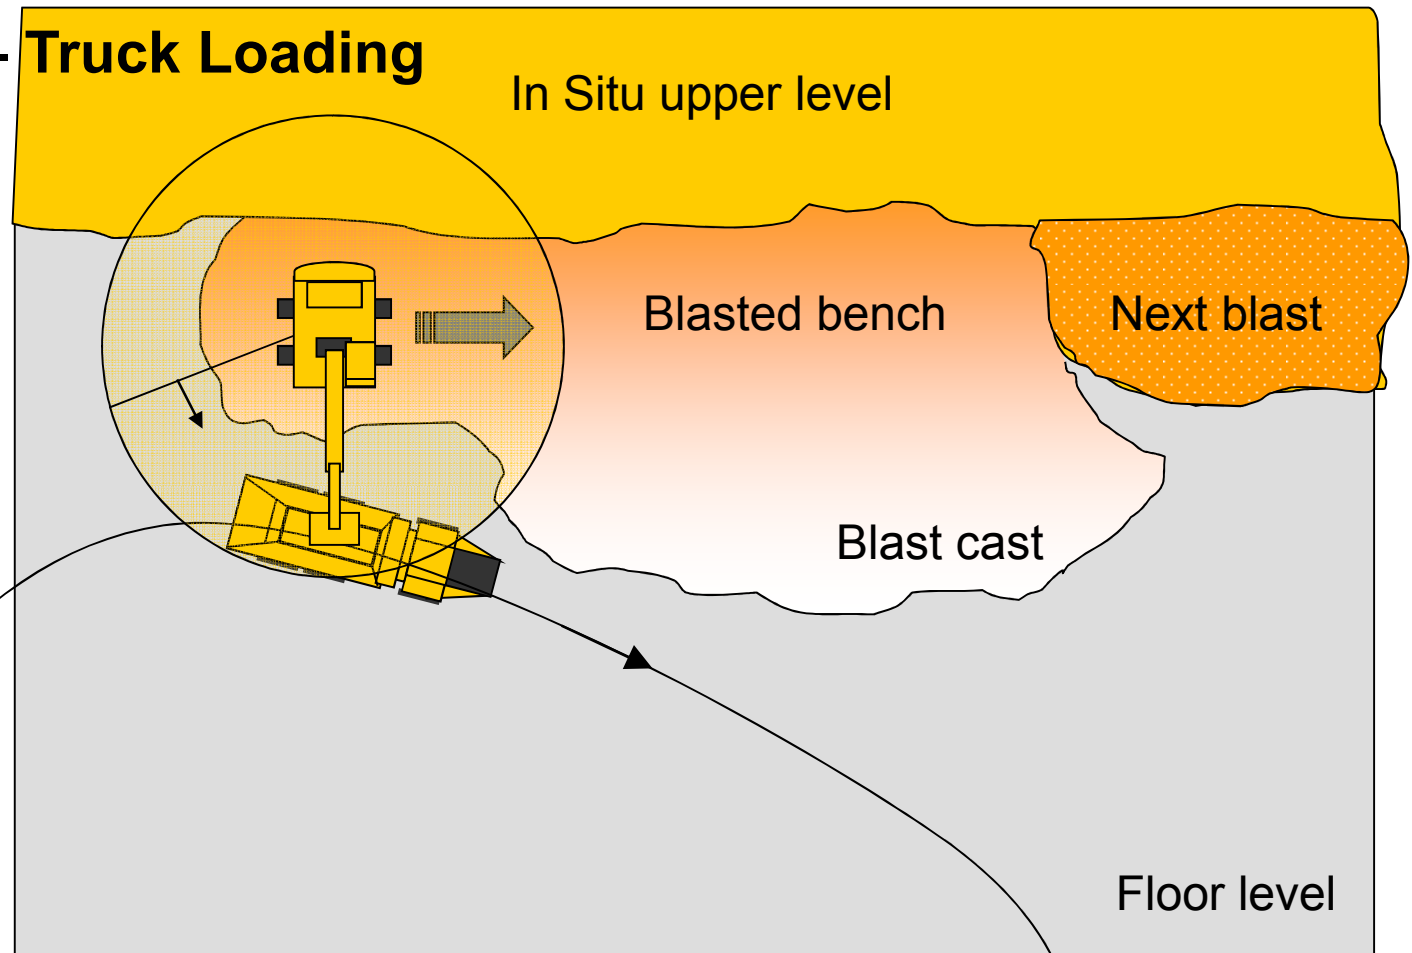 - Truck Loading
In Situ upper level
Blasted bench
Next blast
Blast cast
Floor level